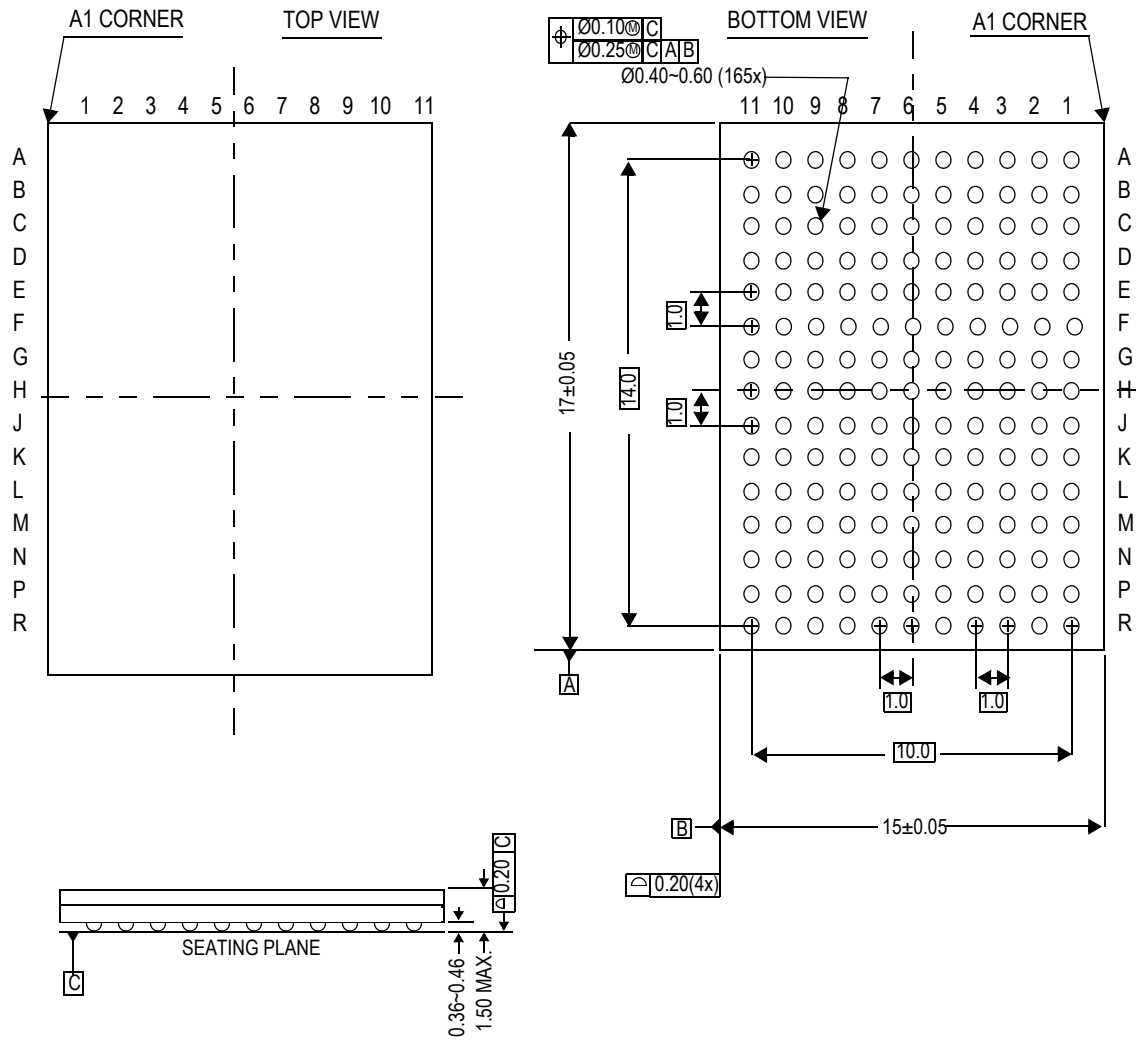 A1 CORNER
TOP VIEW
1 2 3 4 5 6 7 8 9 10 11
A
B
C
D
E
F
G
H
J
K
L
M
N
P
R
Ø0.10Ⓜ C
Ø0.25Ⓜ C A B
Ø0.40~0.60 (165x)
BOTTOM VIEW
A1 CORNER
11 10 9 8 7 6 5 4 3 2 1
A
B
C
D
E
F
G
H
J
K
L
M
N
P
R
17±0.05
14.0
1.0
1.0
A
1.0
1.0
10.0
B
15±0.05
0.20(4x)
0.20 C
SEATING PLANE
C
0.36~0.46
1.50 MAX.